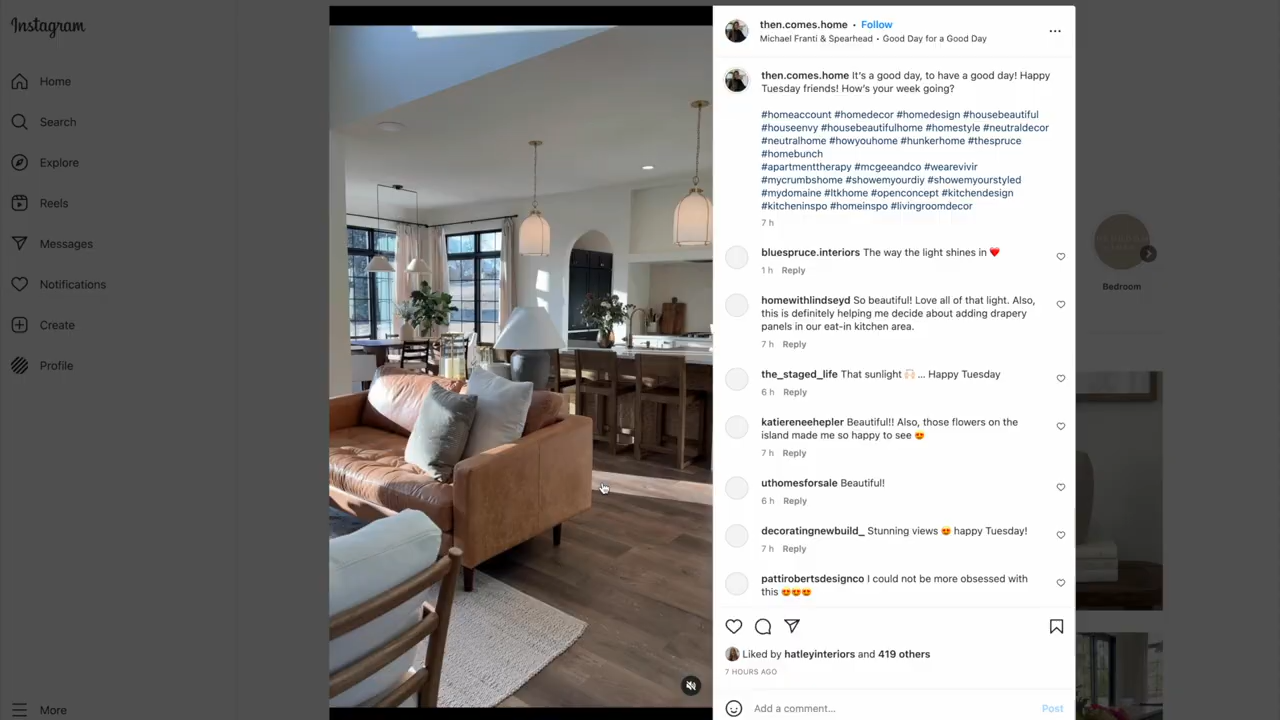 Instagram
Home
Search
Explore
Reels
Messages
Notifications
Create
Profile
More
then.comes.home • Follow
Michael Franti & Spearhead • Good Day for a Good Day
then.comes.home It's a good day, to have a good day! Happy
Tuesday friends! How's your week going?
#homeaccount #homedecor #homedesign #housebeautiful
#houseenvy #housebeautifulhome #homestyle #neutraldecor
#neutralhome #howyouhome #hunkerhome #thespruce
#homebunch
#apartmenttherapy #mcgeeandco #wearevivir
#mycrumbshome #showemyourdiy #showemyourstyled
#mydomaine #ltkhome #openconcept #kitchendesign
#kitcheninspo #homeinspo #livingroomdecor
7 h
bluespruce.interiors The way the light shines in ❤️
1 h Reply
homewithlindseyd So beautiful! Love all of that light. Also,
this is definitely helping me decide about adding drapery
panels in our eat-in kitchen area.
7 h Reply
the_staged_life That sunlight 🙌🏻 ... Happy Tuesday
6 h Reply
katiereneehepler Beautiful!! Also, those flowers on the
island made me so happy to see 😍
7 h Reply
uthomesforsale Beautiful!
6 h Reply
decoratingnewbuild_ Stunning views 😍 happy Tuesday!
7 h Reply
pattirobertsdesignco I could not be more obsessed with
this 😍😍😍
Liked by hatleyinteriors and 419 others
7 HOURS AGO
Add a comment...
Post
Bedroom